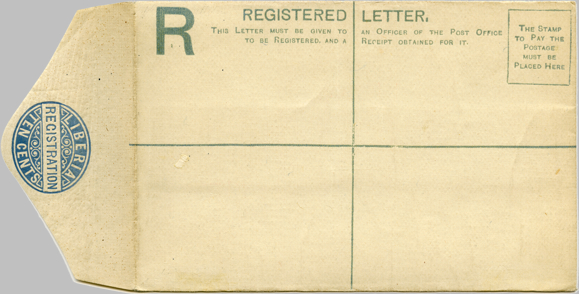 R
REGISTERED LETTER,
THIS LETTER MUST BE GIVEN TO AN OFFICER OF THE POST OFFICE
TO BE REGISTERED, AND A RECEIPT OBTAINED FOR IT.
THE STAMP
TO PAY THE
POSTAGE
MUST BE
PLACED HERE
LIBERIA
REGISTRATION
TEN CENTS